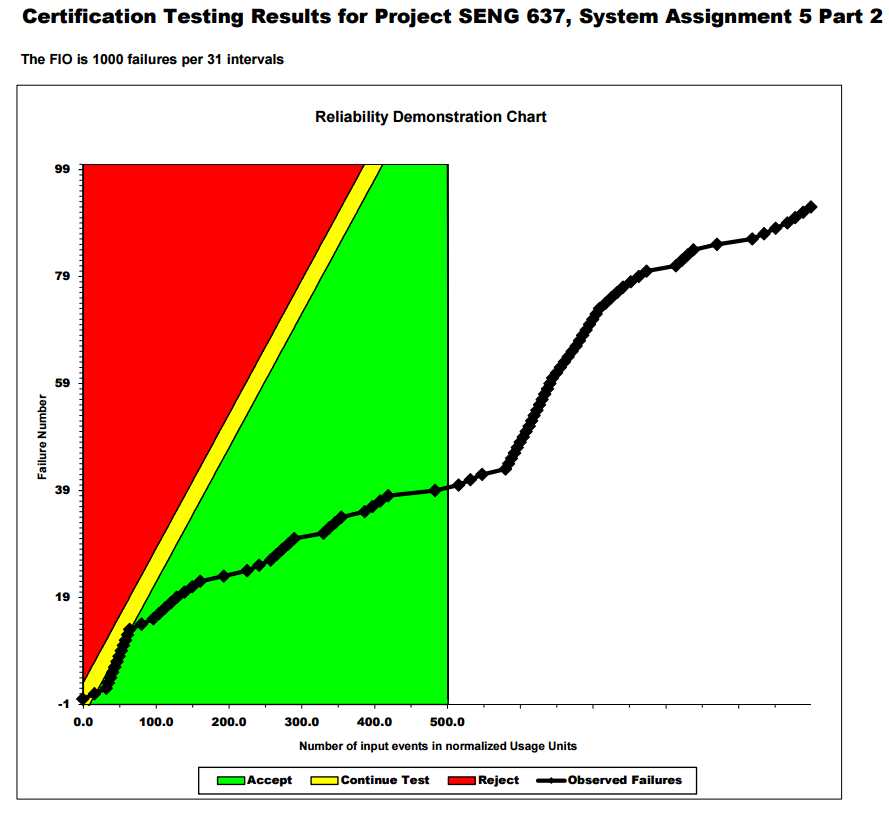 Certification Testing Results for Project SENG 637, System Assignment 5 Part 2
The FIO is 1000 failures per 31 intervals
Reliability Demonstration Chart
99
79
59
39
19
-1
Failure Number
0.0 100.0 200.0 300.0 400.0 500.0
Number of input events in normalized Usage Units
Accept Continue Test Reject Observed Failures